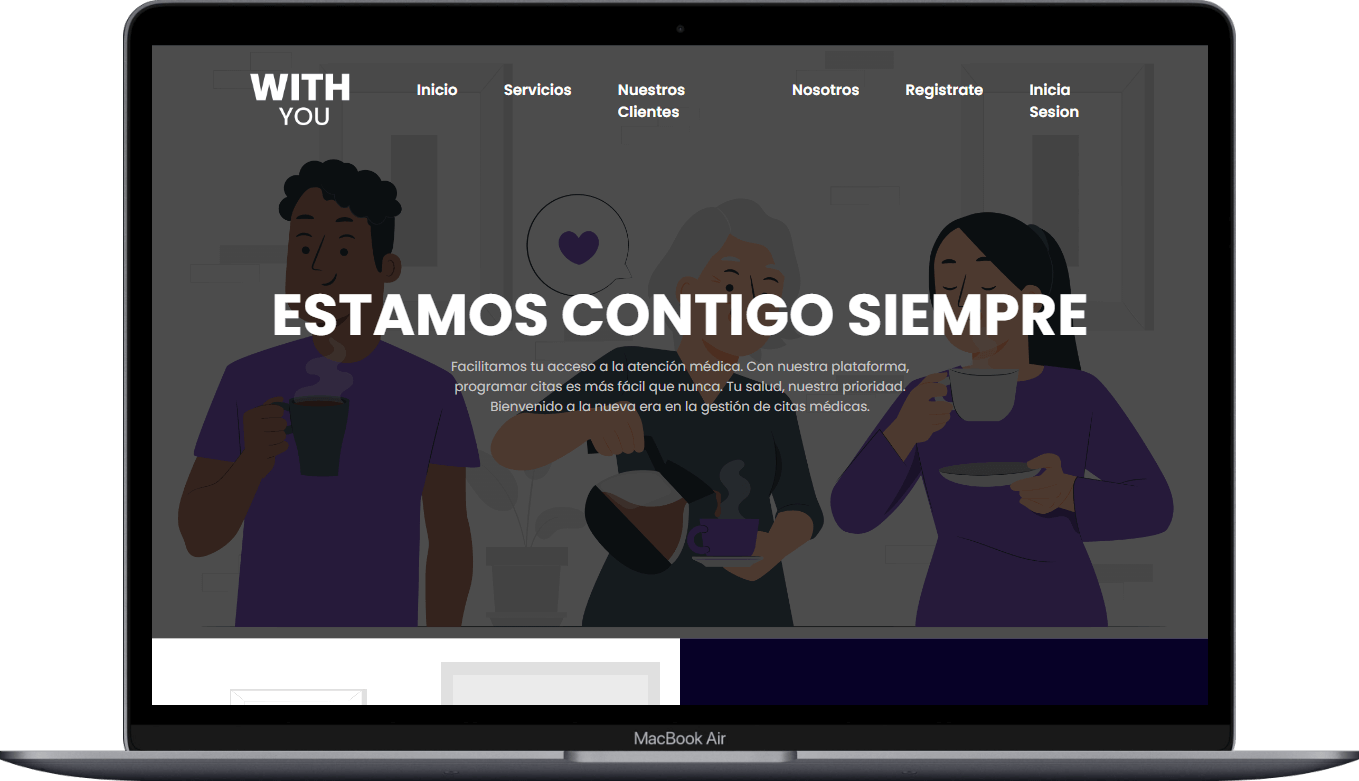 WITH
YOU
Inicio
Servicios
Nuestros
Clientes
Nosotros
Registrate
Inicia
Sesion
ESTAMOS CONTIGO SIEMPRE
Facilitamos tu acceso a la atención médica. Con nuestra plataforma,
programar citas es más fácil que nunca. Tu salud, nuestra prioridad.
Bienvenido a la nueva era en la gestión de citas médicas.
MacBook Air